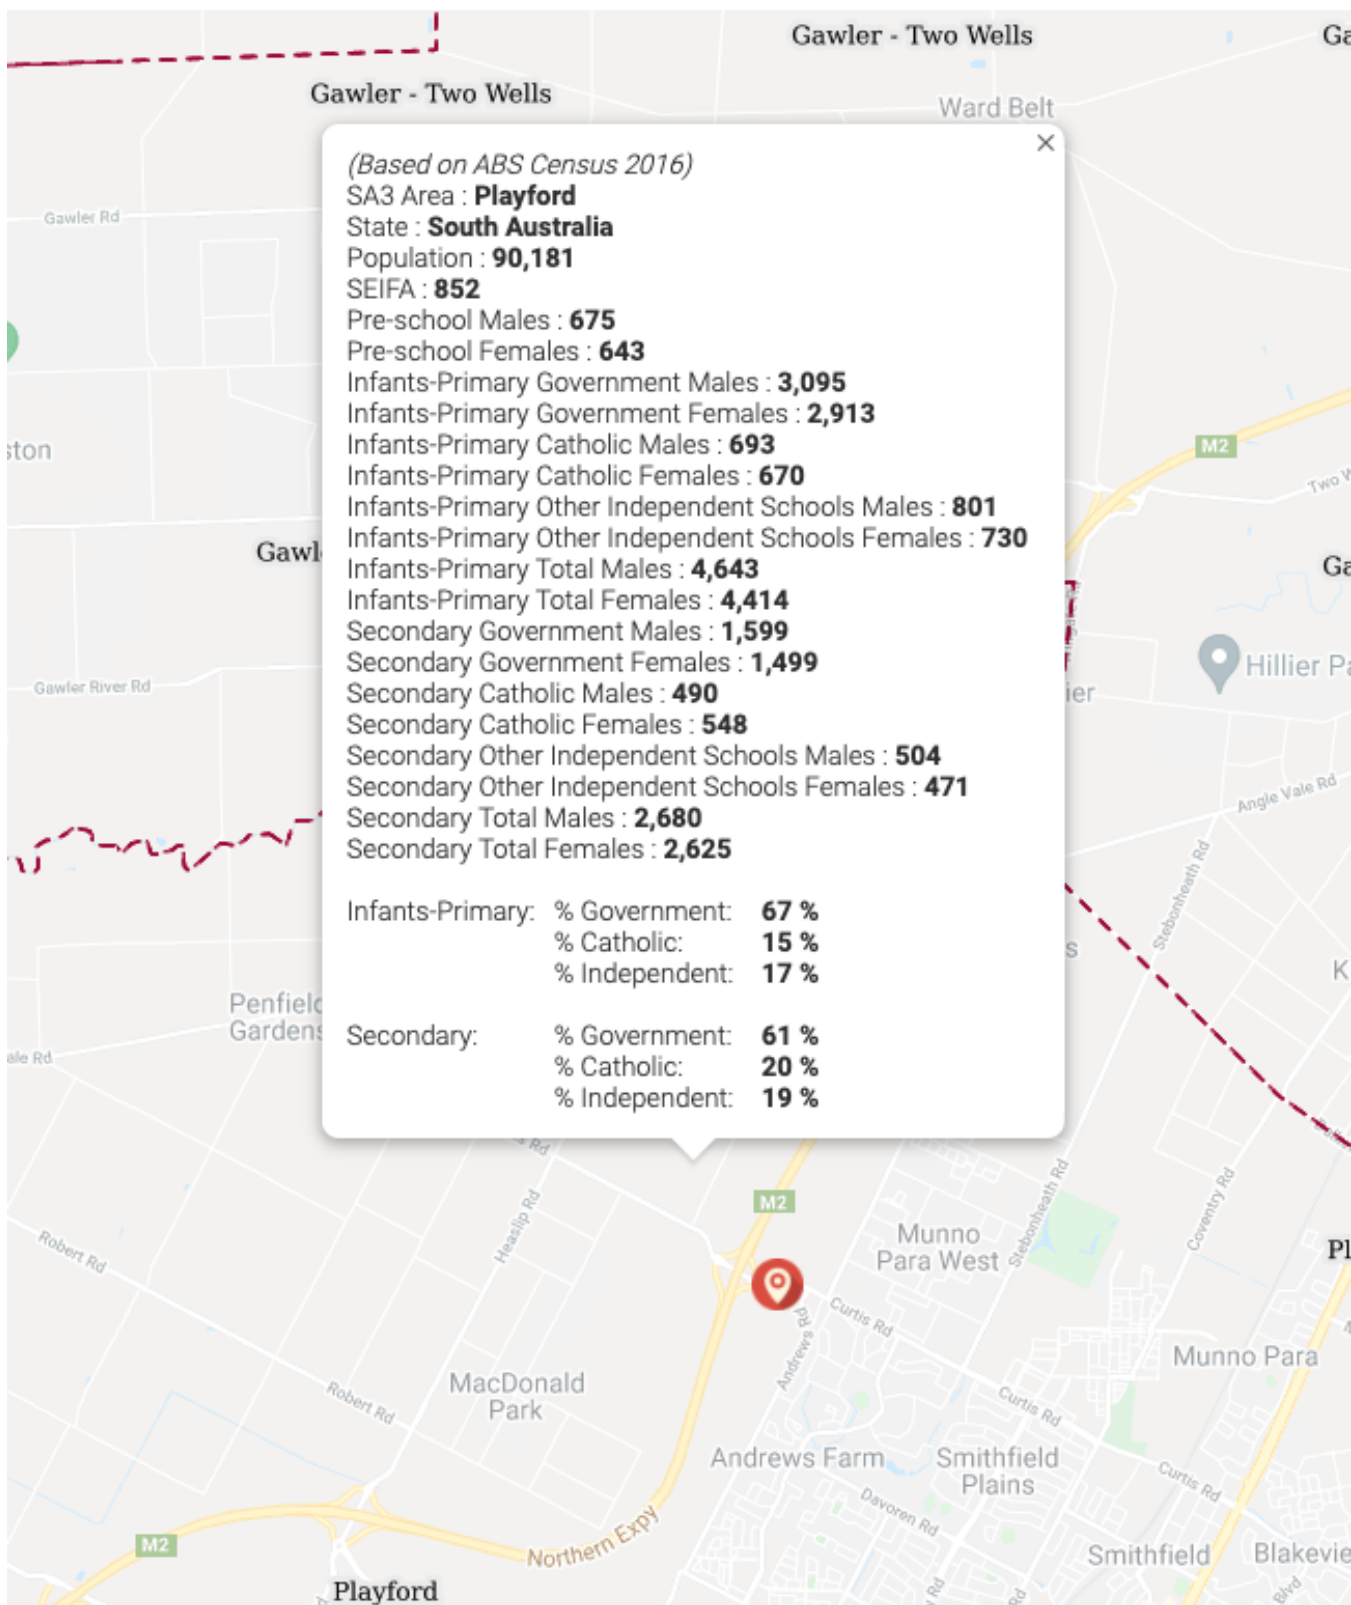 Gawler - Two Wells
Gawler - Two Wells
Ward Belt
(Based on ABS Census 2016)
SA3 Area : Playford
State : South Australia
Population : 90,181
SEIFA : 852
Pre-school Males : 675
Pre-school Females : 643
Infants-Primary Government Males : 3,095
Infants-Primary Government Females : 2,913
Infants-Primary Catholic Males : 693
Infants-Primary Catholic Females : 670
Infants-Primary Other Independent Schools Males : 801
Infants-Primary Other Independent Schools Females : 730
Infants-Primary Total Males : 4,643
Infants-Primary Total Females : 4,414
Secondary Government Males : 1,599
Secondary Government Females : 1,499
Secondary Catholic Males : 490
Secondary Catholic Females : 548
Secondary Other Independent Schools Males : 504
Secondary Other Independent Schools Females : 471
Secondary Total Males : 2,680
Secondary Total Females : 2,625
Infants-Primary: % Government: 67 %
% Catholic: 15 %
% Independent: 17 %
Secondary: % Government: 61 %
% Catholic: 20 %
% Independent: 19 %
Gawler Rd
M2
Two
Hillier
Gawler River Rd
Angle Vale Rd
Stebonheath Rd
Penfield
Gardens
Rd
Rd
Heaslip Rd
M2
Stebonheath Rd
Coventry Rd
Munno
Para West
Robert Rd
Curtis Rd
Andrews Rd
Munno Para
MacDonald
Park
Robert Rd
Curtis Rd
Andrews Farm
Smithfield
Plains
Curtis Rd
Davoren Rd
Northern Expy
M2
Smithfield
Playford
Rd
Rd
Blvd